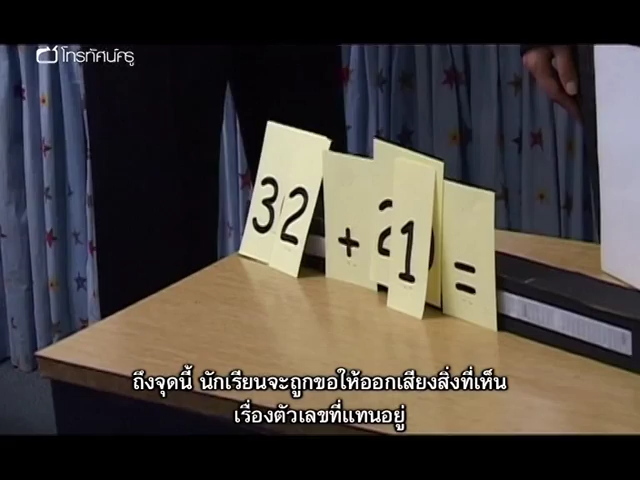 โทรทัศน์ครู
32 + 21 =
ถึงจุดนี้ นักเรียนจะถูกขอให้ออกเสียงสิ่งที่เห็น
เรื่องตัวเลขที่แทนอยู่